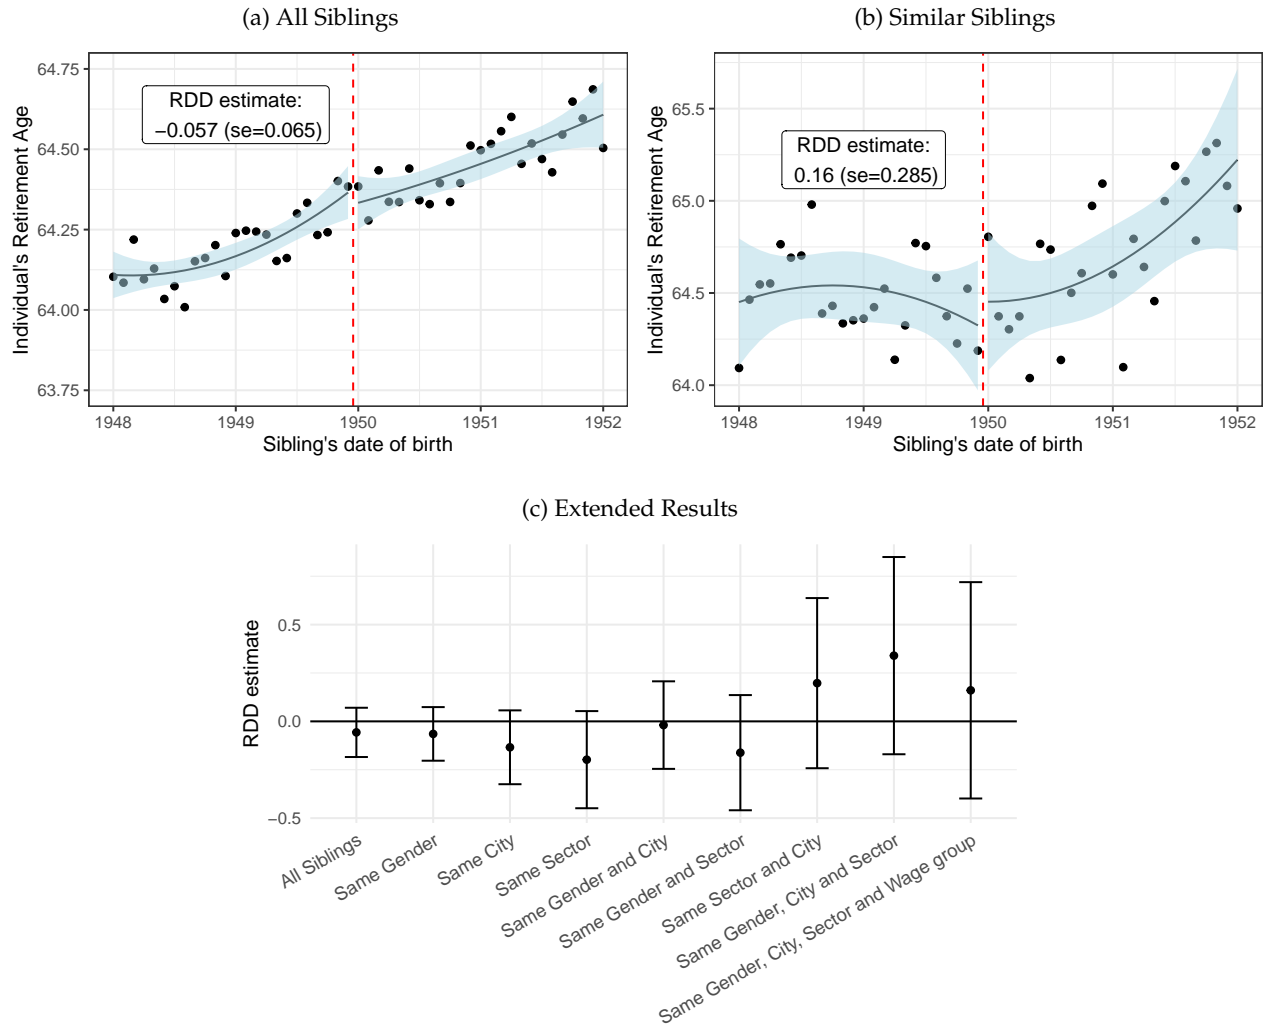 (a) All Siblings
RDD estimate:
−0.057 (se=0.065)
Individual's Retirement Age
64.75
64.50
64.25
64.00
63.75
1948
1949
1950
1951
1952
Sibling's date of birth
(b) Similar Siblings
RDD estimate:
0.16 (se=0.285)
Individual's Retirement Age
65.5
65.0
64.5
64.0
1948
1949
1950
1951
1952
Sibling's date of birth
(c) Extended Results
RDD estimate
0.5
0.0
−0.5
All Siblings
Same Gender
Same City
Same Sector
Same Gender and City
Same Gender and Sector
Same Sector and City
Same Gender, City and Sector
Same Gender, City, Sector and Wage group